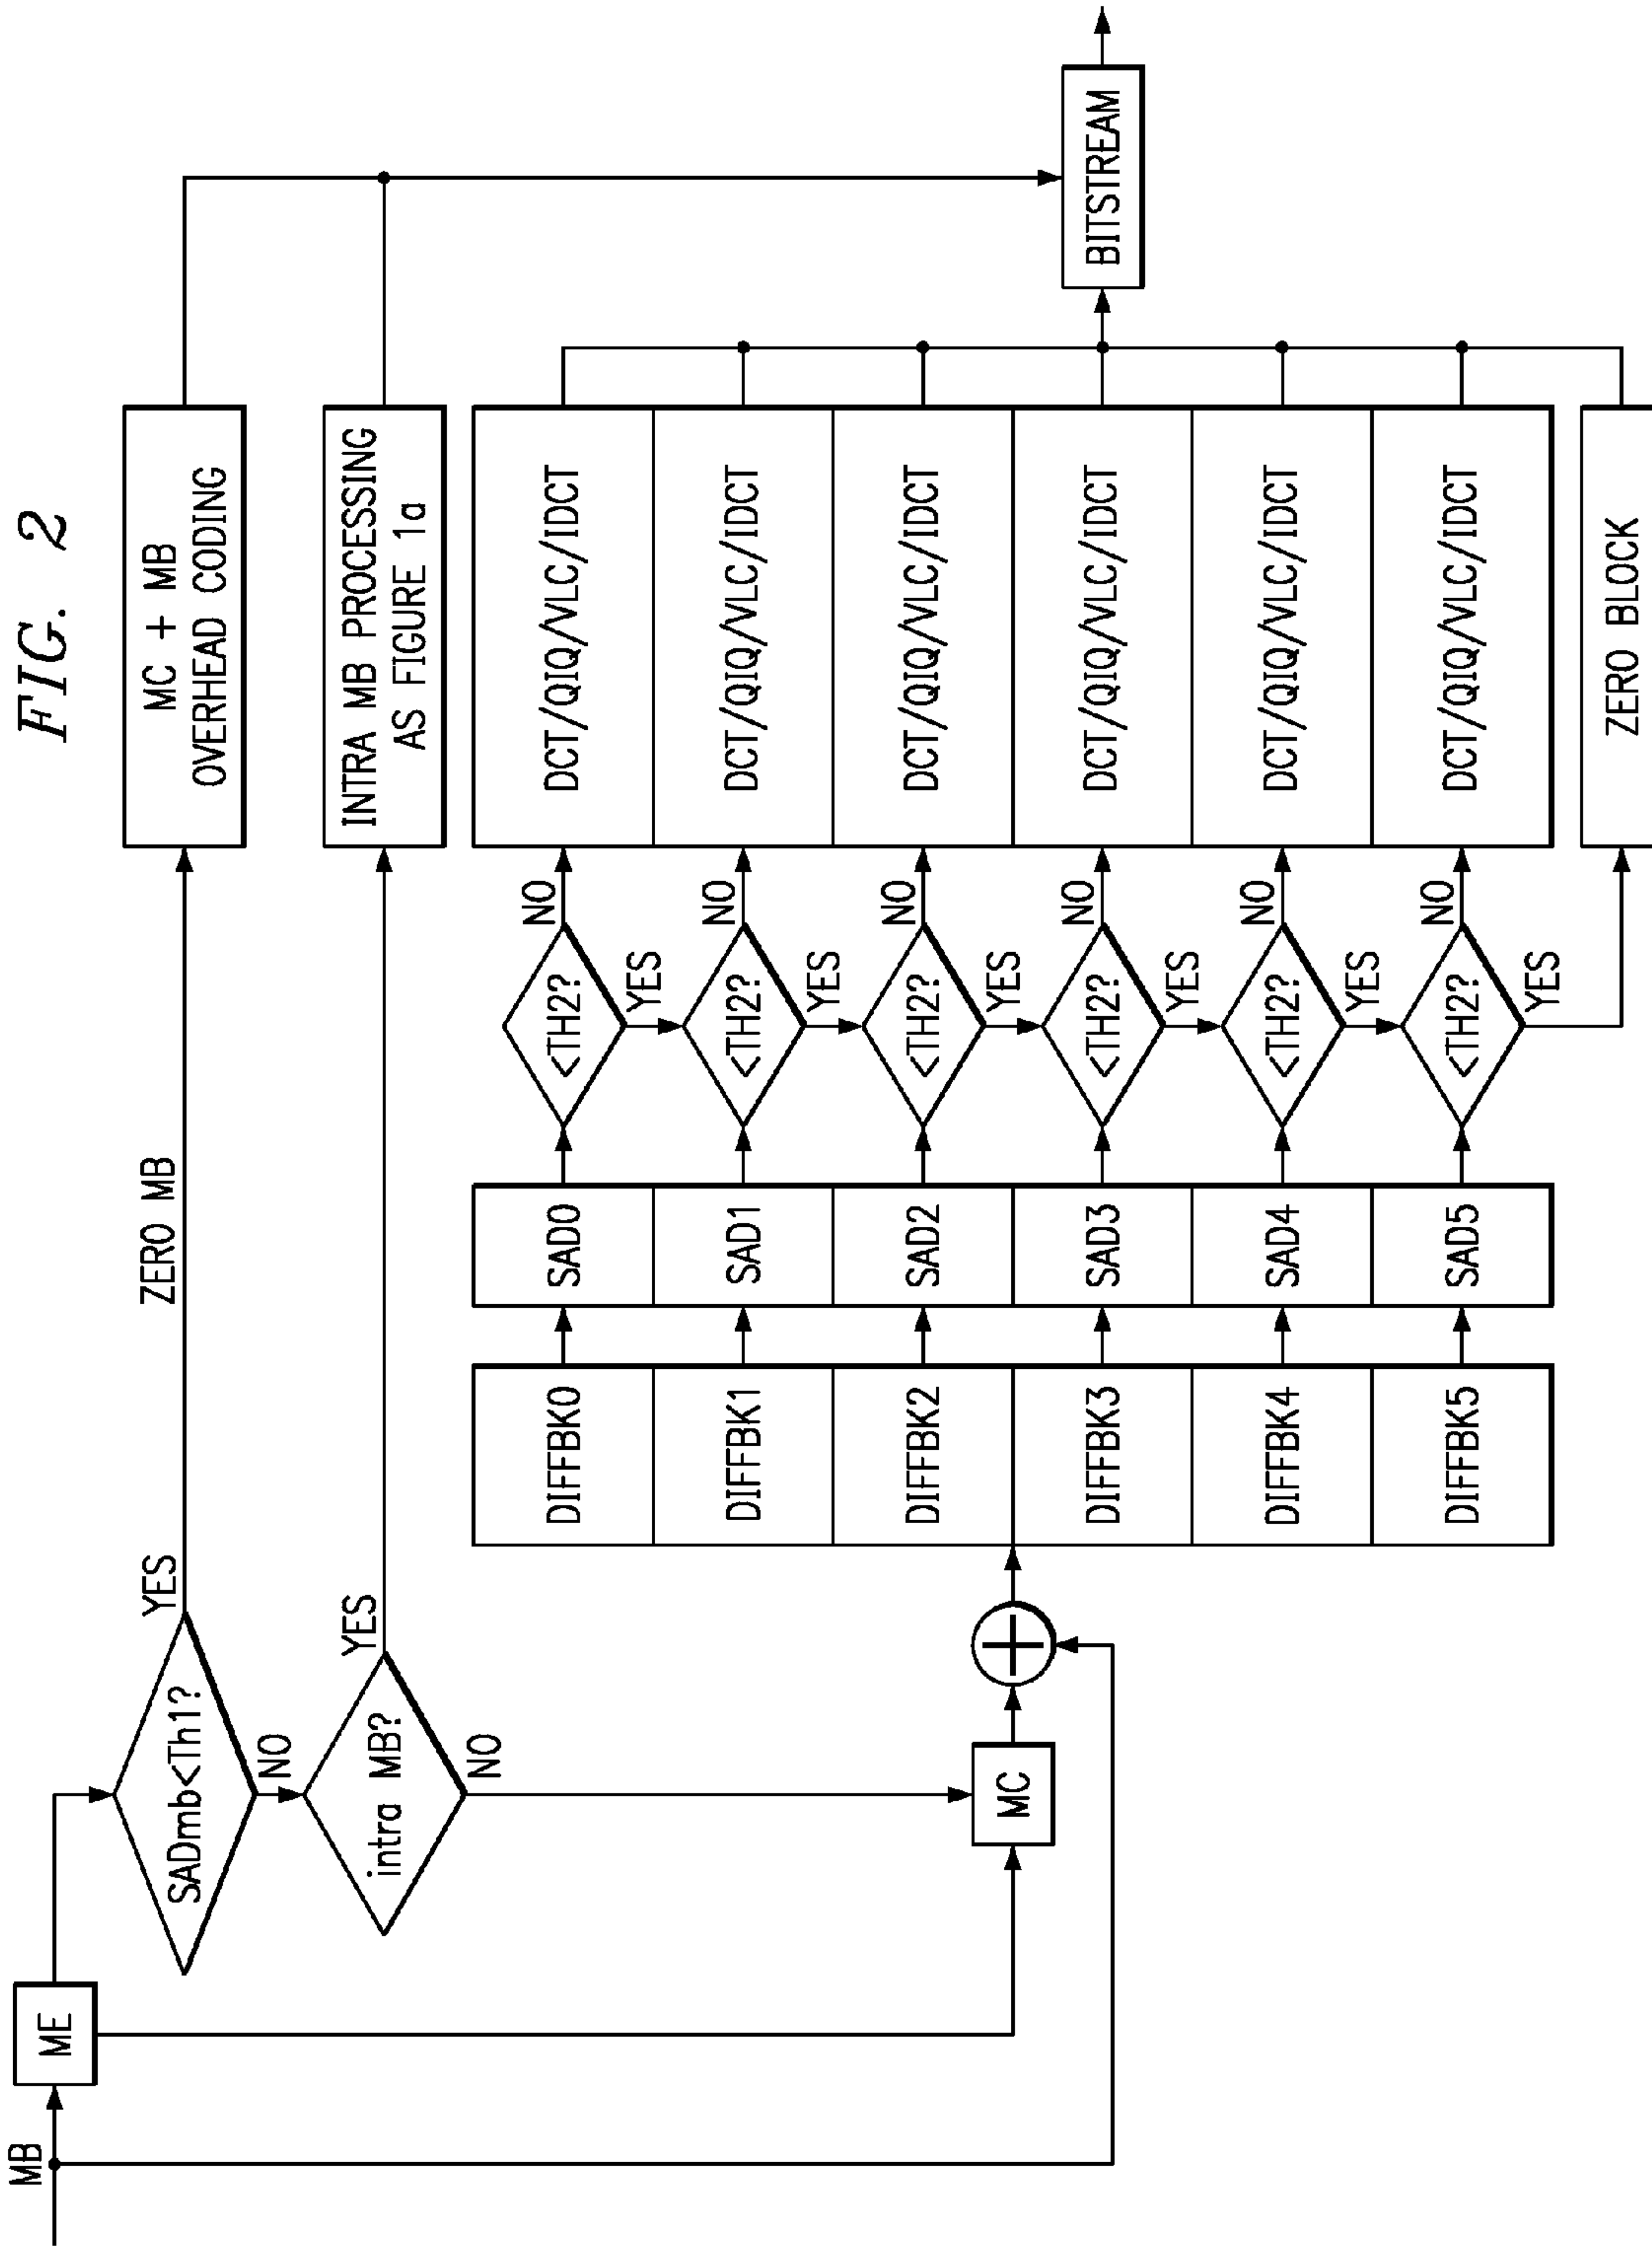 FIG. 2
MB
ME
SADmb<Th1?
YES
NO
ZERO MB
MC + MB
OVERHEAD CODING
intra MB?
YES
NO
INTRA MB PROCESSING
AS FIGURE 1a
MC
+
DIFFBK0
SAD0
<TH2?
NO
YES
DCT/QIQ/VLC/IDCT
DIFFBK1
SAD1
<TH2?
NO
YES
DCT/QIQ/VLC/IDCT
DIFFBK2
SAD2
<TH2?
NO
YES
DCT/QIQ/VLC/IDCT
DIFFBK3
SAD3
<TH2?
NO
YES
DCT/QIQ/VLC/IDCT
DIFFBK4
SAD4
<TH2?
NO
YES
DCT/QIQ/VLC/IDCT
DIFFBK5
SAD5
<TH2?
NO
YES
DCT/QIQ/VLC/IDCT
ZERO BLOCK
BITSTREAM